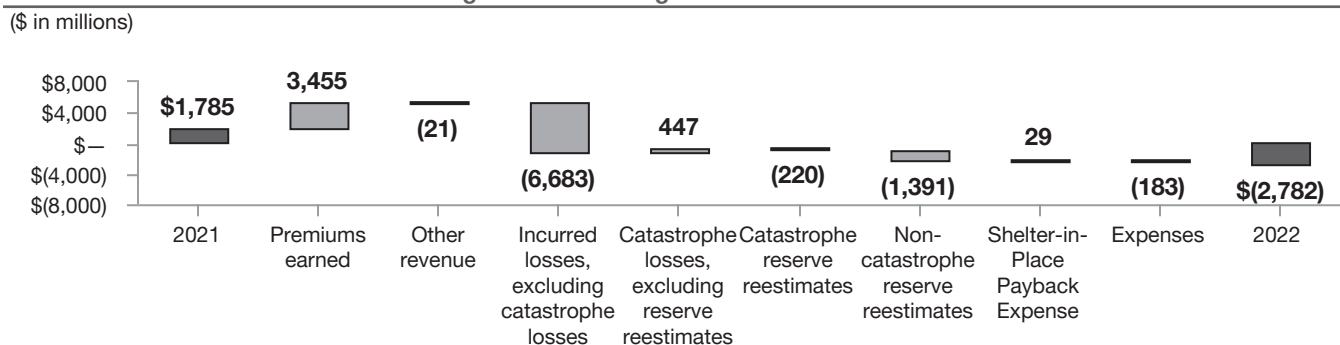 ($ in millions)
$8,000
$4,000
$—
$(4,000)
$(8,000)
$1,785
3,455
(21)
(6,683)
447
(220)
(1,391)
29
(183)
$(2,782)
2021
Premiums
earned
Other
revenue
Incurred
losses,
excluding
catastrophe
losses
Catastrophe
losses,
excluding
reserve
reestimates
Catastrophe
reserve
reestimates
Non-
catastrophe
reserve
reestimates
Shelter-in-
Place
Payback
Expense
Expenses
2022